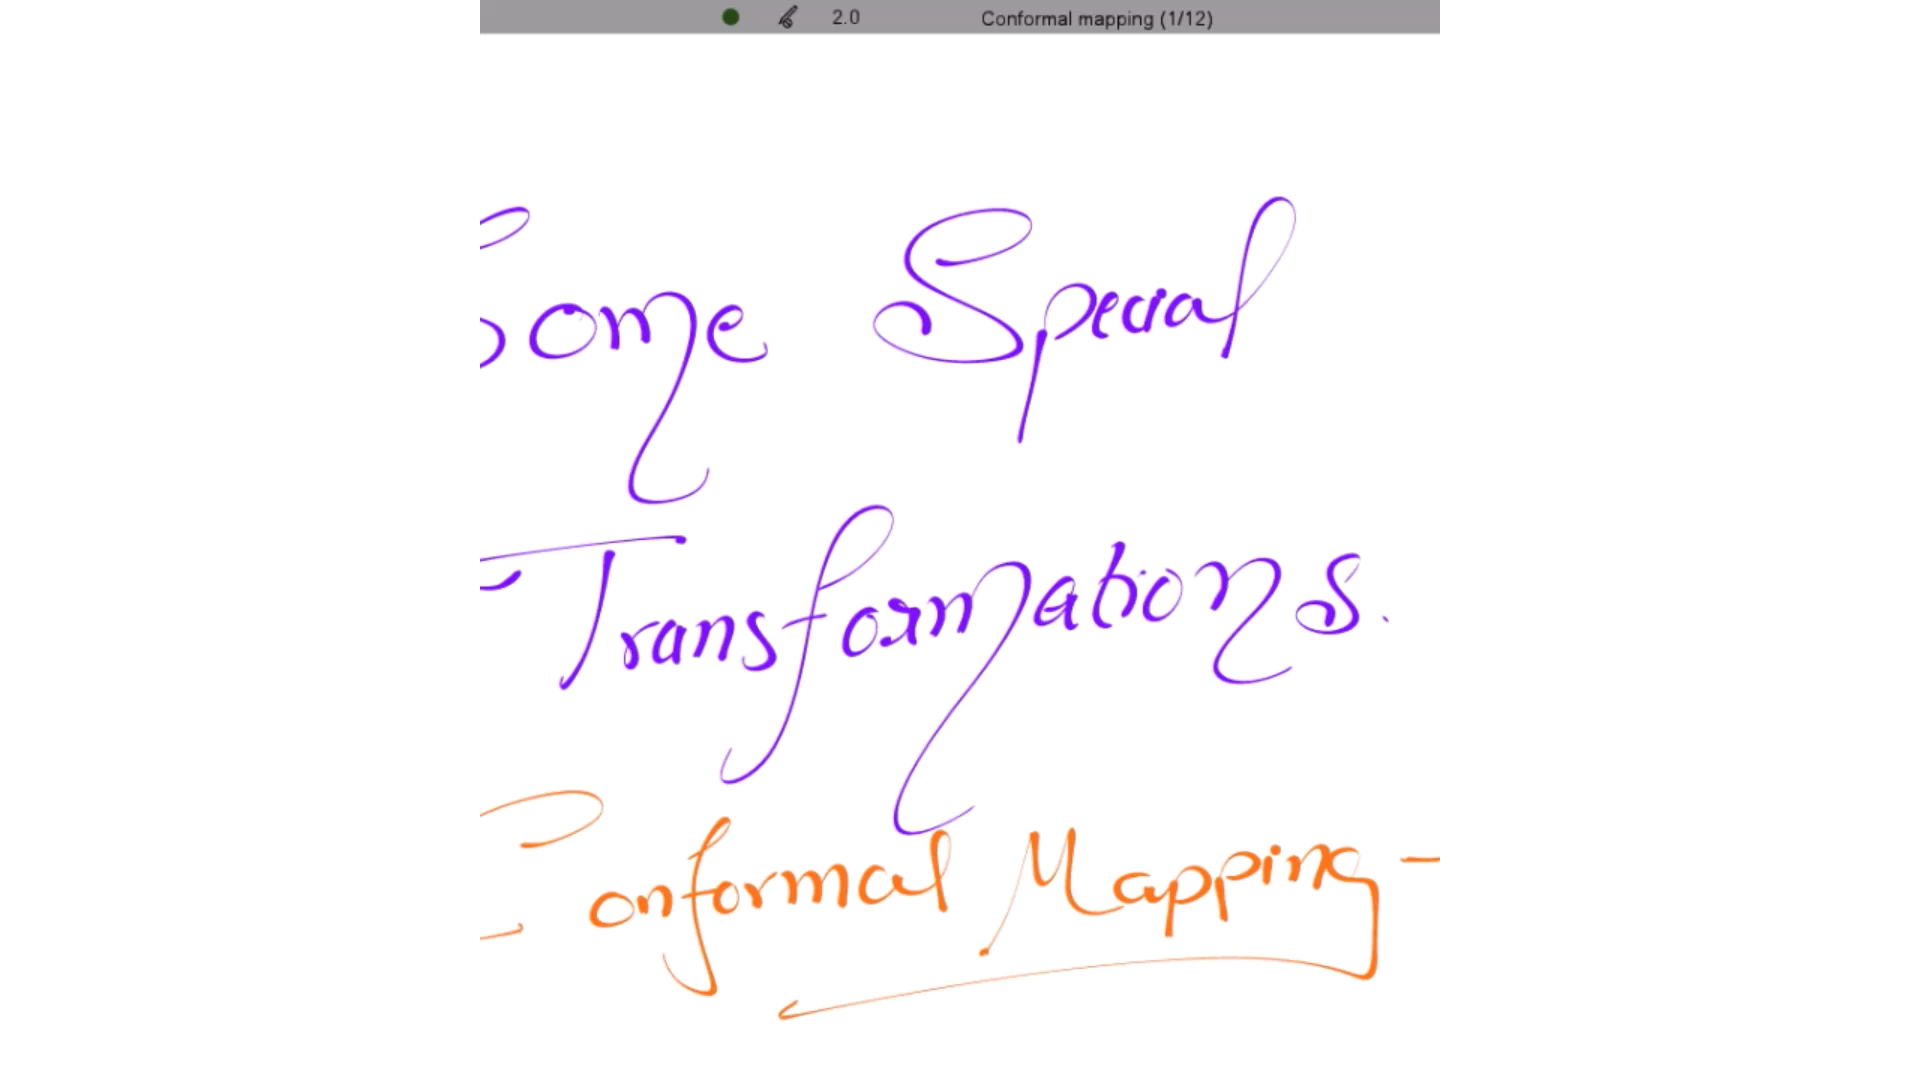 2.0 Conformal mapping (1/12)
Some Special
Transformations.
Conformal Mapping -